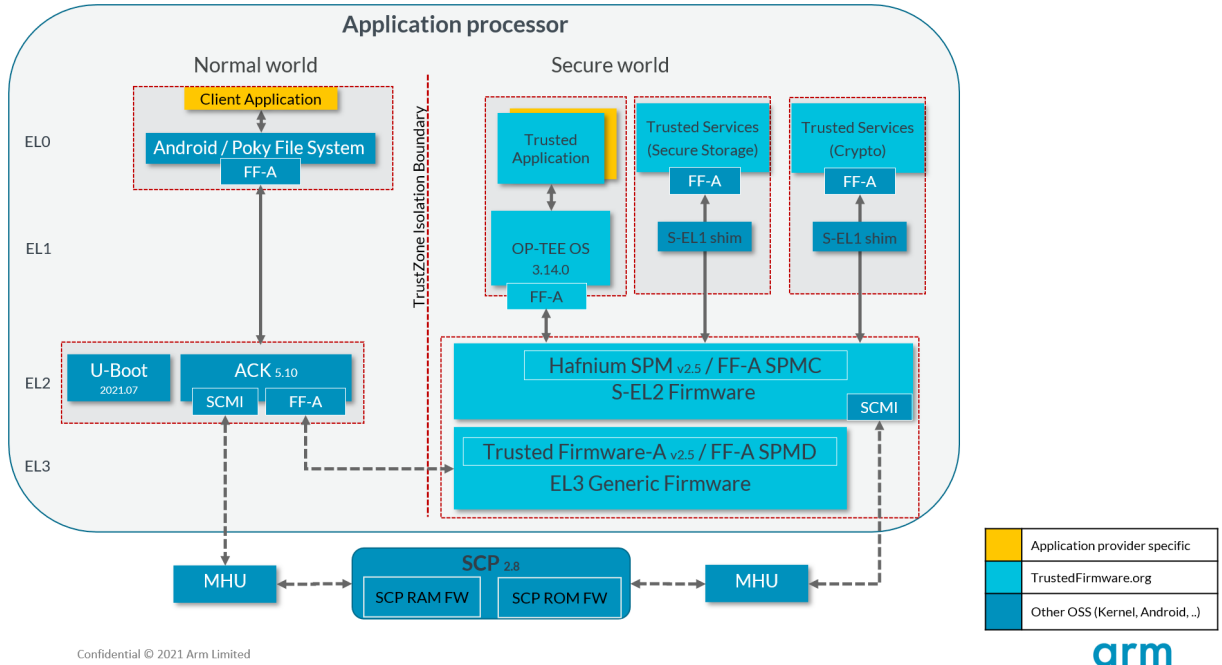 Application processor
Normal world
Secure world
Client Application
EL0
Android / Poky File System
FF-A
TrustZone Isolation Boundary
Trusted
Application
Trusted Services
(Secure Storage)
FF-A
Trusted Services
(Crypto)
FF-A
EL1
OP-TEE OS
3.14.0
FF-A
S-EL1 shim
S-EL1 shim
EL2
U-Boot
2021.07
ACK 5.10
SCMI
FF-A
Hafnium SPM v2.5 / FF-A SPMC
S-EL2 Firmware
SCMI
EL3
Trusted Firmware-A v2.5 / FF-A SPMD
EL3 Generic Firmware
MHU
SCP 2.8
SCP RAM FW
SCP ROM FW
MHU
Application provider specific
TrustedFirmware.org
Other OSS (Kernel, Android, ..)
Confidential © 2021 Arm Limited
arm